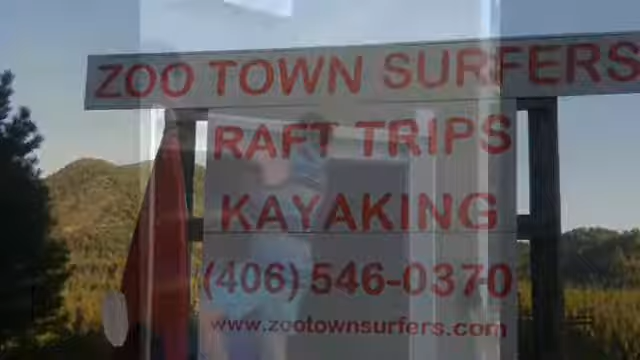 ZOO TOWN SURFERS
RAFT TRIPS
KAYAKING
(406) 546-0370
www.zootownsurfers.com